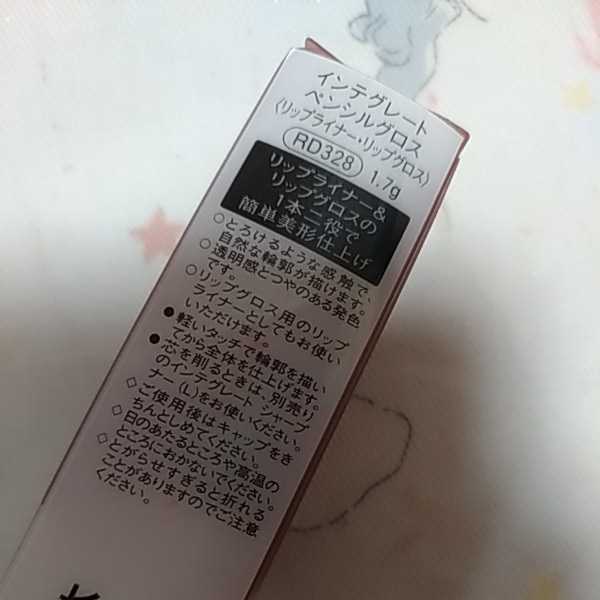 インテグレート
ペンシルグロス
〈リップライナー・リップグロス〉
RD328 1.7g
リップライナー&
リップグロスの
1本二役で
簡単美形仕上げ
○とろけるような感触で、
自然な輪郭が描けます。
○透明感とつやのある発色
です。
○リップグロス用のリップ
ライナーとしてもお使い
いただけます。
●軽いタッチで輪郭を描い
てから全体を仕上げます。
●芯を削るときは、別売り
のインテグレート シャープ
ナー (L)をお使いください。
◇ご使用後はキャップをき
ちんとしめてください。
◇日のあたるところや高温の
ところにおかないでください。
◇とがらせすぎると折れる
ことがありますのでご注意
ください。